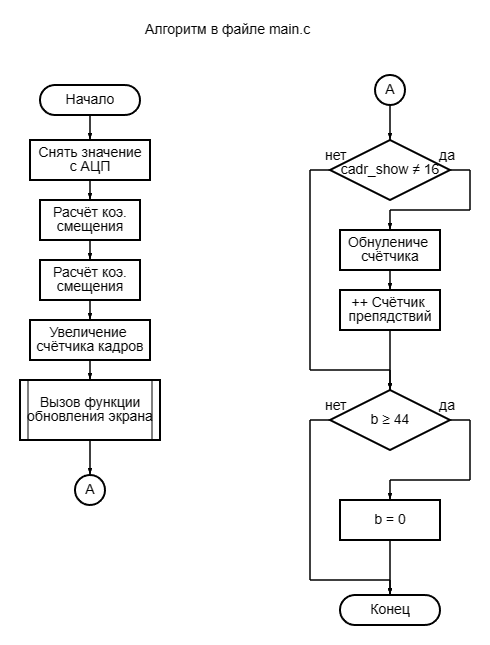 Алгоритм в файле main.c
Начало
Снять значение
с АЦП
Расчёт коэ.
смещения
Расчёт коэ.
смещения
Увеличение
счётчика кадров
Вызов функции
обновления экрана
A
A
нет
да
cadr_show ≠ 16
Обнулениче
счётчика
++ Счётчик
препядствий
нет
да
b ≥ 44
b = 0
Конец